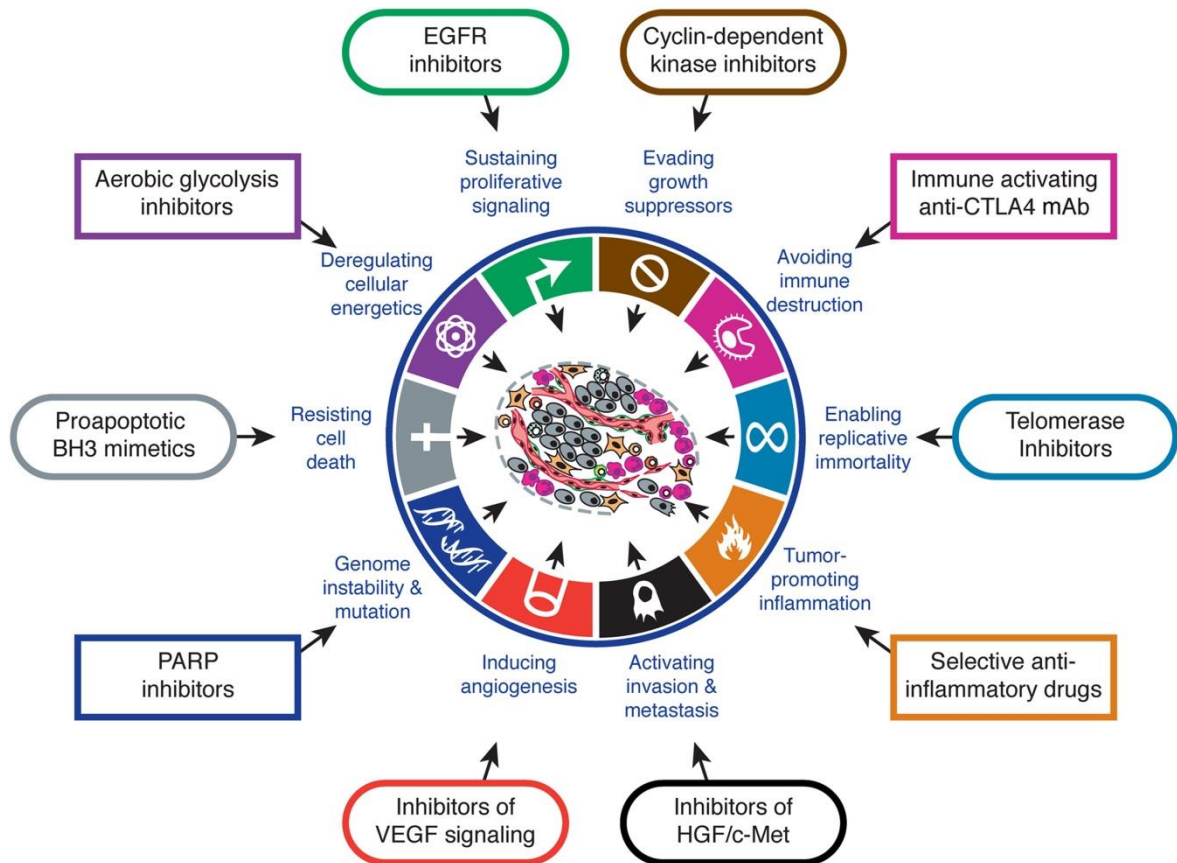 EGFR
inhibitors
Cyclin-dependent
kinase inhibitors
Sustaining
proliferative
signaling
Evading
growth
suppressors
Aerobic glycolysis
inhibitors
Immune activating
anti-CTLA4 mAb
Deregulating
cellular
energetics
Avoiding
immune
destruction
Proapoptotic
BH3 mimetics
Resisting
cell
death
Enabling
replicative
immortality
Telomerase
Inhibitors
Genome
instability &
mutation
Tumor-
promoting
inflammation
PARP
inhibitors
Inducing
angiogenesis
Activating
invasion &
metastasis
Selective anti-
inflammatory drugs
Inhibitors of
VEGF signaling
Inhibitors of
HGF/c-Met